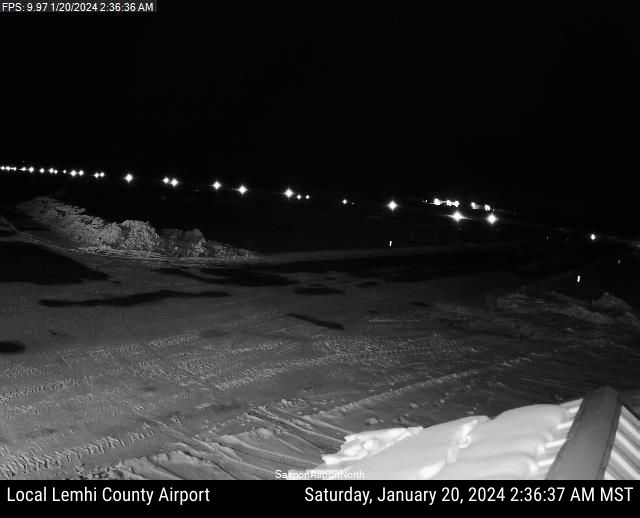 FPS: 9.97 1/20/2024 2:36:36 AM
SalmonAirportNorth
Local Lemhi County Airport
Saturday, January 20, 2024 2:36:37 AM MST